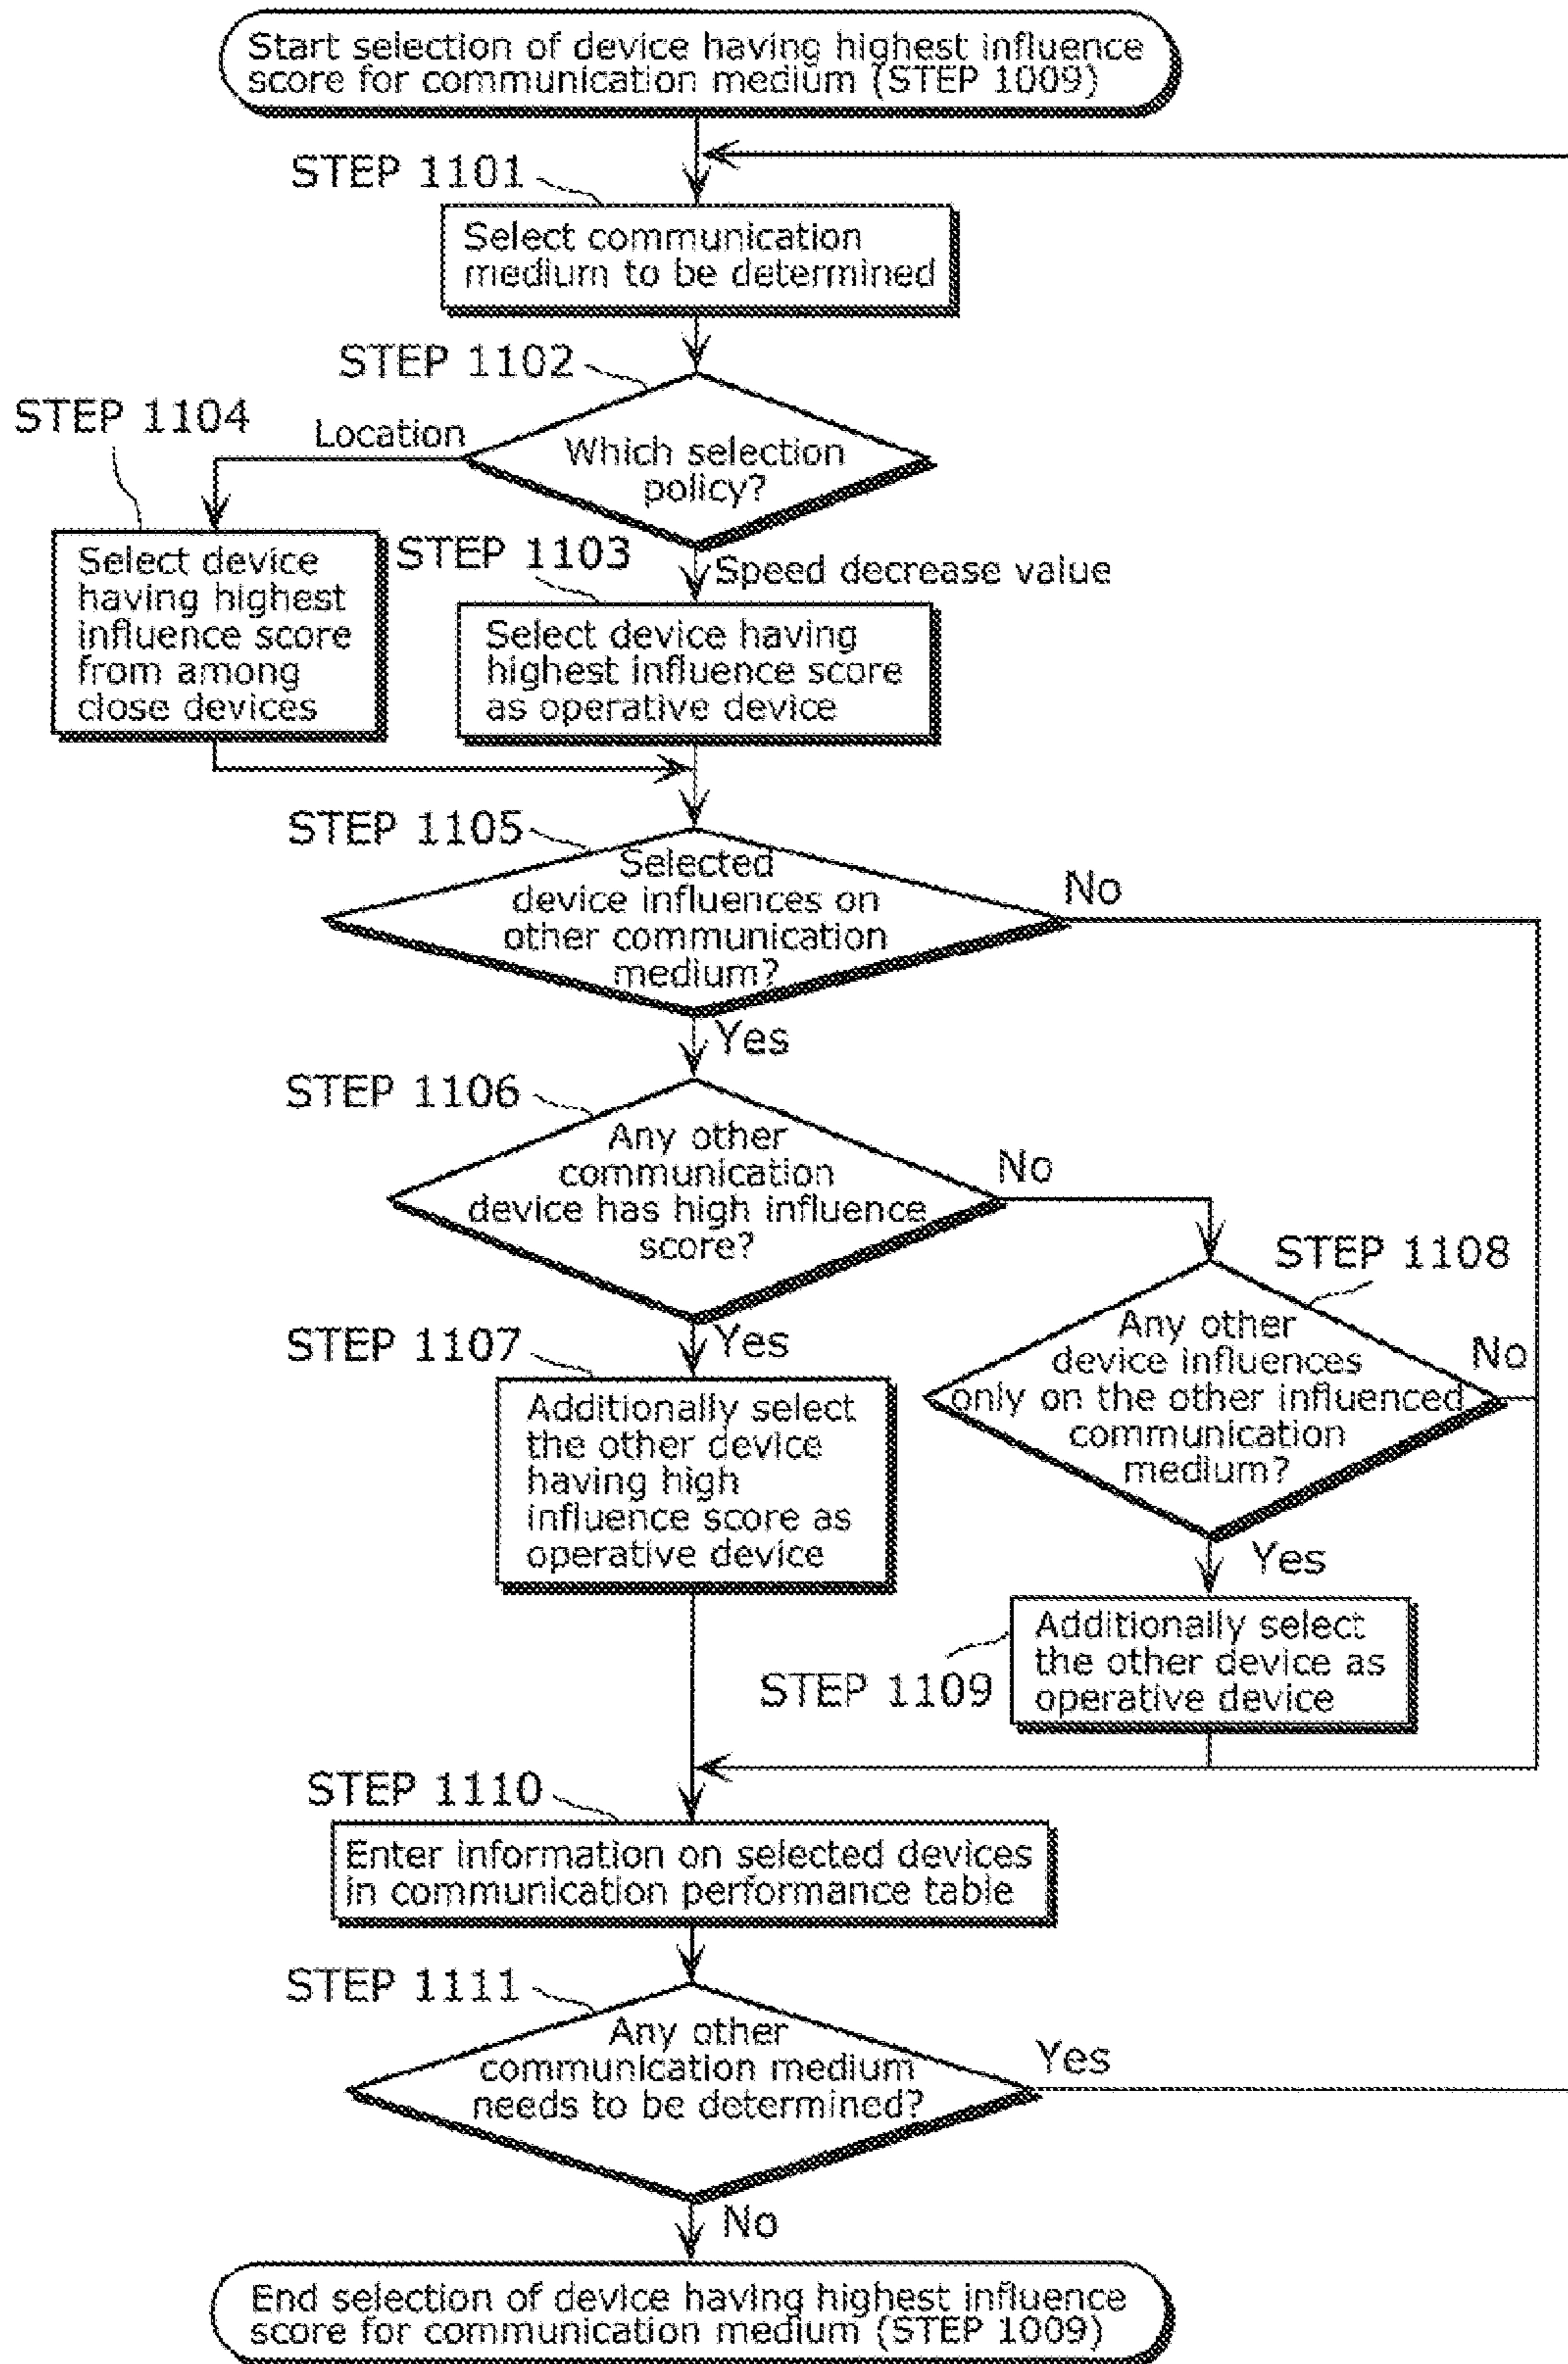 Start selection of device having highest influence
score for communication medium (STEP 1009)
STEP 1101
Select communication
medium to be determined
STEP 1102
Which selection
policy?
Location
STEP 1104
Select device
having highest
influence score
from among
close devices
Speed decrease value
STEP 1103
Select device having
highest influence score
as operative device
STEP 1105
Selected
device influences on
other communication
medium?
No
Yes
STEP 1106
Any other
communication
device has high influence
score?
No
Yes
STEP 1107
Additionally select
the other device
having high
influence score as
operative device
STEP 1108
Any other
device influences
only on the other influenced
communication
medium?
No
Yes
STEP 1109
Additionally select
the other device as
operative device
STEP 1110
Enter information on selected devices
in communication performance table
STEP 1111
Any other
communication medium
needs to be determined?
Yes
No
End selection of device having highest influence
score for communication medium (STEP 1009)